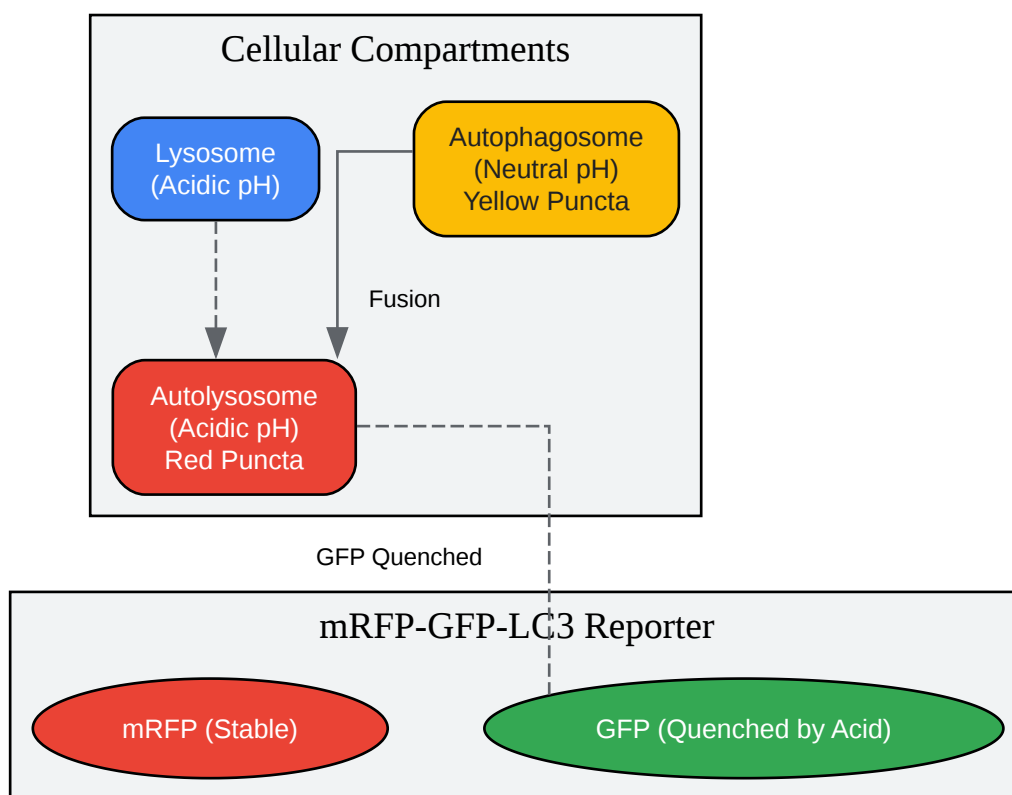 Cellular Compartments
Lysosome
(Acidic pH)
Autophagosome
(Neutral pH)
Yellow Puncta
Fusion
Autolysosome
(Acidic pH)
Red Puncta
GFP Quenched
mRFP-GFP-LC3 Reporter
mRFP (Stable)
GFP (Quenched by Acid)